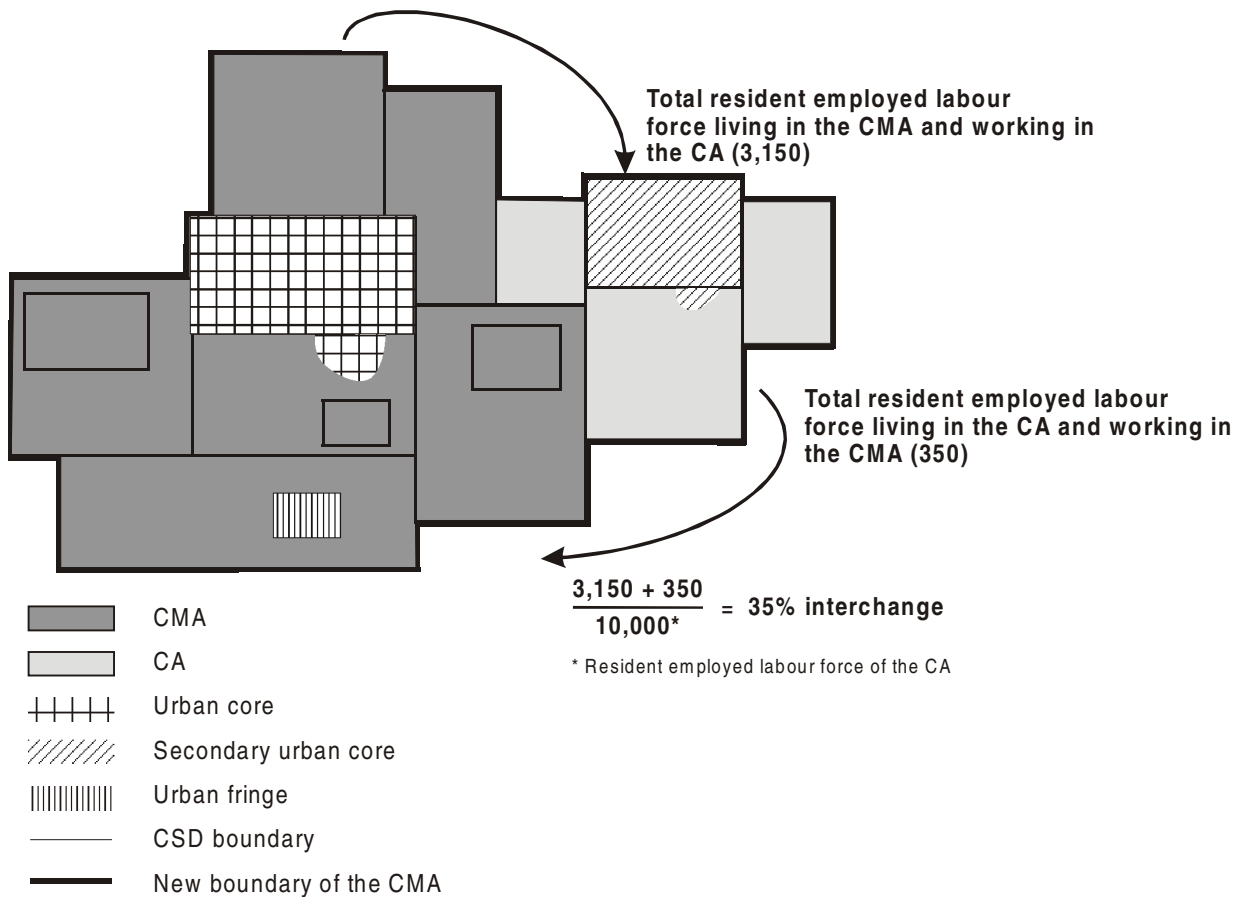 Total resident employed labour
force living in the CMA and working in
the CA (3,150)
Total resident employed labour
force living in the CA and working in
the CMA (350)
3,150 + 350
10,000*
= 35% interchange
* Resident employed labour force of the CA
CMA
CA
Urban core
Secondary urban core
Urban fringe
CSD boundary
New boundary of the CMA